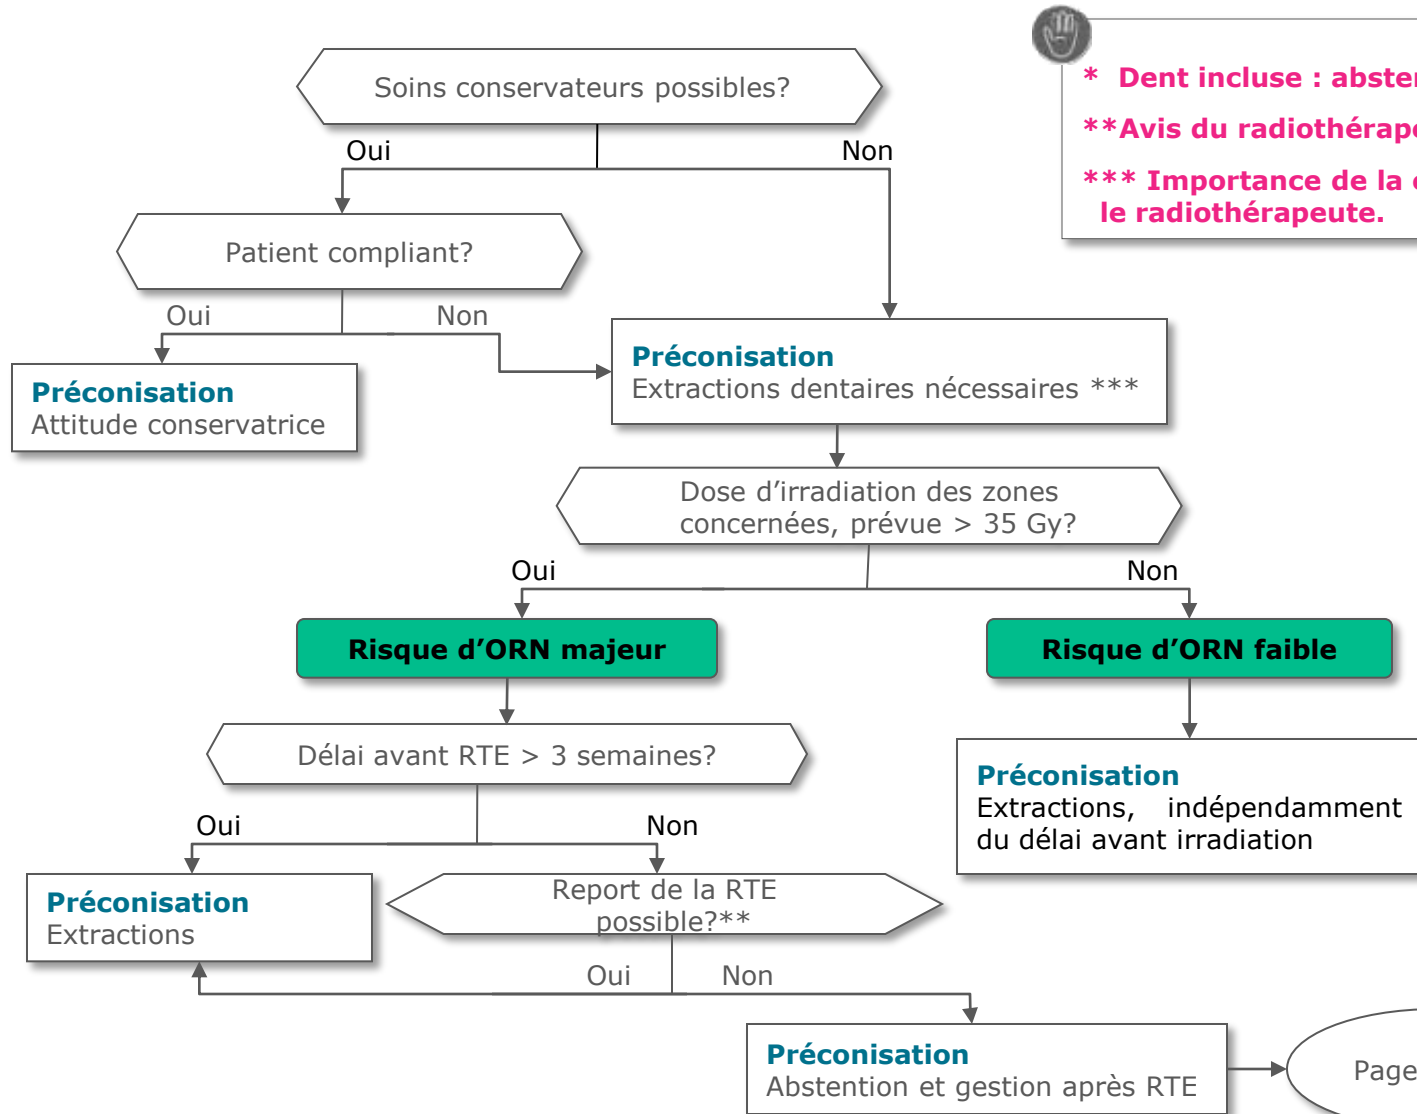 * Dent incluse :
**Avis du
*** Importance de la
le radiothérapeute.
Soins conservateurs possibles?
Oui
Non
Patient compliant?
Oui
Non
Préconisation
Attitude conservatrice
Préconisation
Extractions dentaires nécessaires ***
Dose d’irradiation des zones
concernées, prévue > 35 Gy?
Oui
Non
Risque d’ORN majeur
Risque d’ORN faible
Délai avant RTE > 3 semaines?
Préconisation
Extractions, indépendamment
du délai avant irradiation
Oui
Non
Préconisation
Extractions
Report de la RTE
possible?**
Oui
Non
Préconisation
Abstention et gestion après RTE
Page